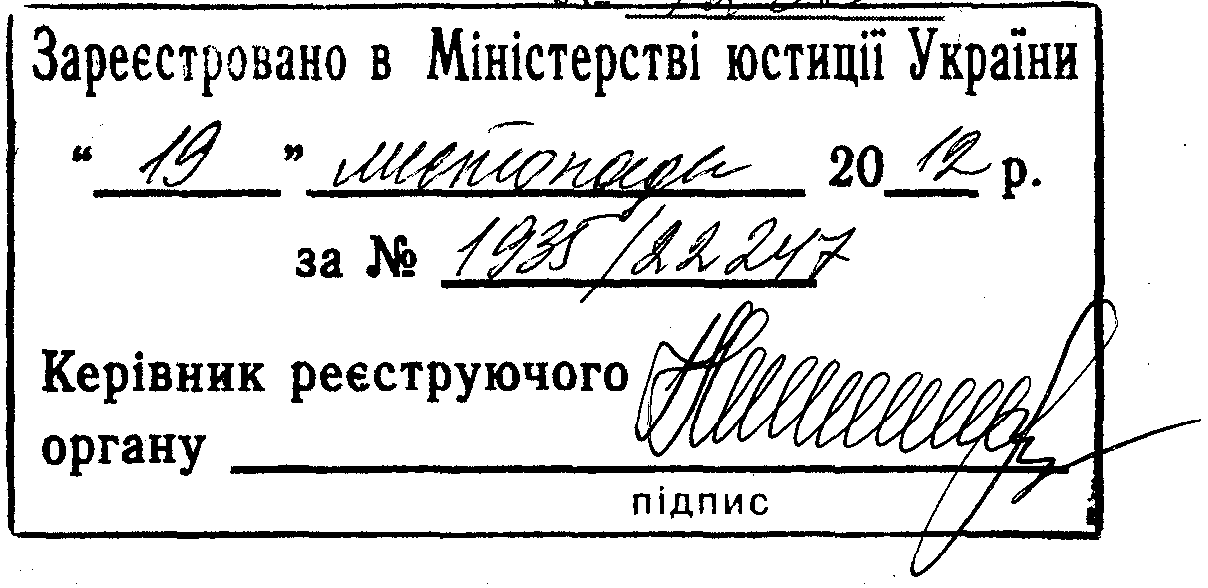 Зареєстровано в Міністерстві юстиції України
“ 19 ” листопада 2012 р.
за № 1935/22247
Керівник реєструючого
органу
підпис